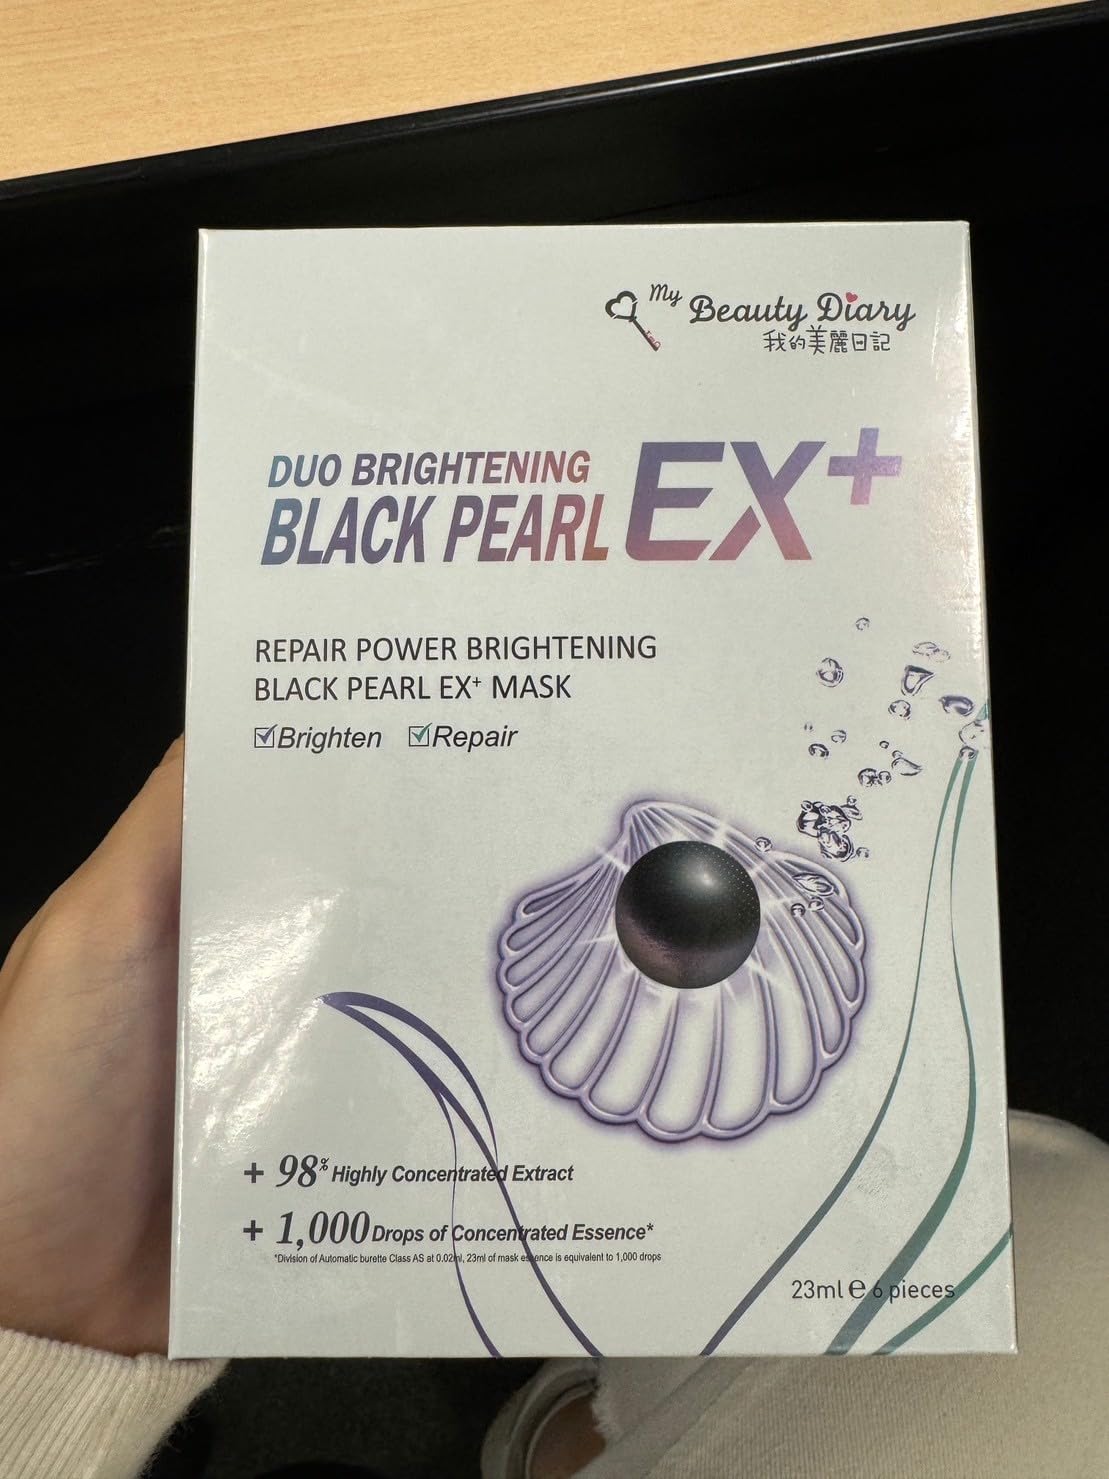 My Beauty Diary
我的美麗日記
DUO BRIGHTENING
BLACK PEARL EX+
REPAIR POWER BRIGHTENING
BLACK PEARL EX+ MASK
☑Brighten ☑Repair
+ 98% Highly Concentrated Extract
+ 1,000 Drops of Concentrated Essence*
*Division of Automatic burette Class AS at 0.02ml, 23ml of mask essence is equivalent to 1,000 drops
23ml ℮ 6 pieces